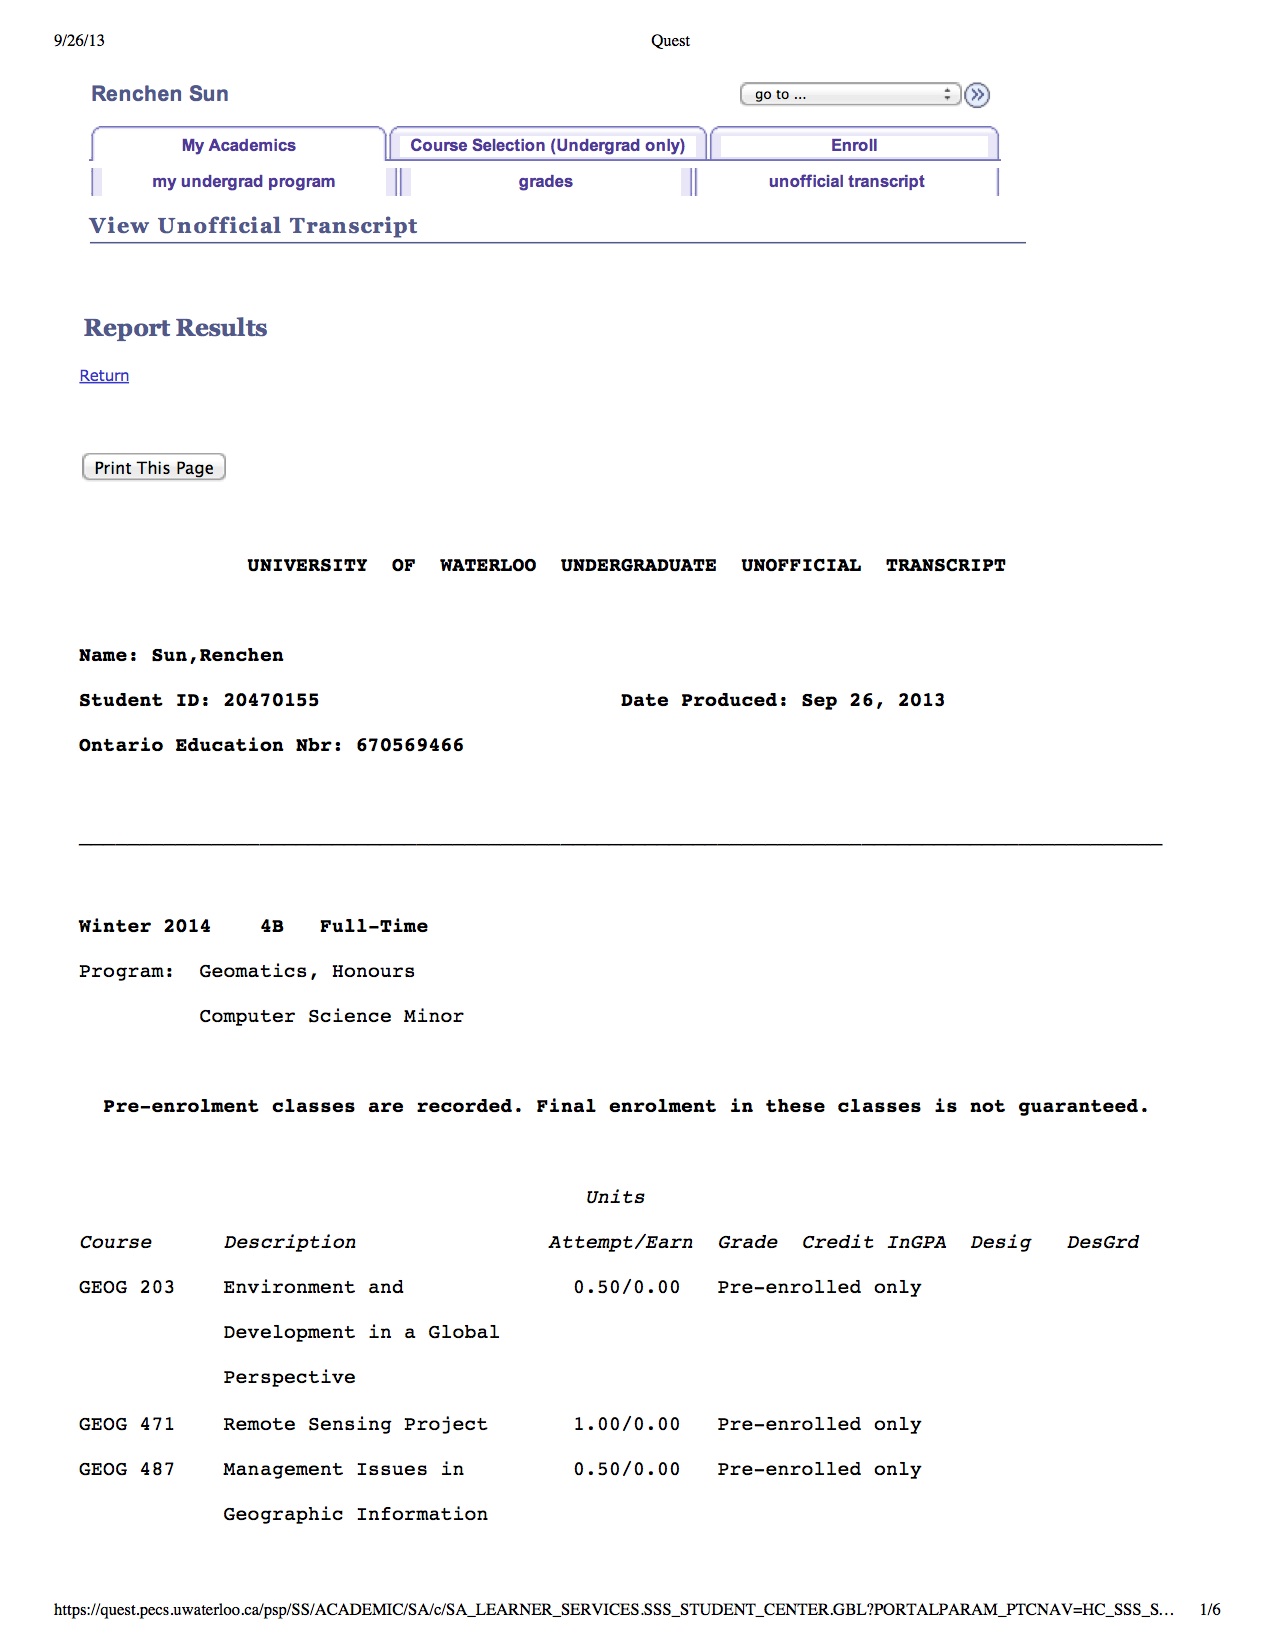 9/26/13 Quest
Renchen Sun go to ...
My Academics Course Selection (Undergrad only) Enroll
my undergrad program grades unofficial transcript
View Unofficial Transcript
Report Results
Return
Print This Page
UNIVERSITY OF WATERLOO UNDERGRADUATE UNOFFICIAL TRANSCRIPT
Name: Sun,Renchen
Student ID: 20470155 Date Produced: Sep 26, 2013
Ontario Education Nbr: 670569466
Winter 2014 4B Full-Time
Program: Geomatics, Honours
Computer Science Minor
Pre-enrolment classes are recorded. Final enrolment in these classes is not guaranteed.
Units
Course Description Attempt/Earn Grade Credit InGPA Desig DesGrd
GEOG 203 Environment and 0.50/0.00 Pre-enrolled only
Development in a Global
Perspective
GEOG 471 Remote Sensing Project 1.00/0.00 Pre-enrolled only
GEOG 487 Management Issues in 0.50/0.00 Pre-enrolled only
Geographic Information
https://quest.pecs.uwaterloo.ca/psp/SS/ACADEMIC/SA/c/SA_LEARNER_SERVICES.SSS_STUDENT_CENTER.GBL?PORTALPARAM_PTCNAV=HC_SSS_S... 1/6